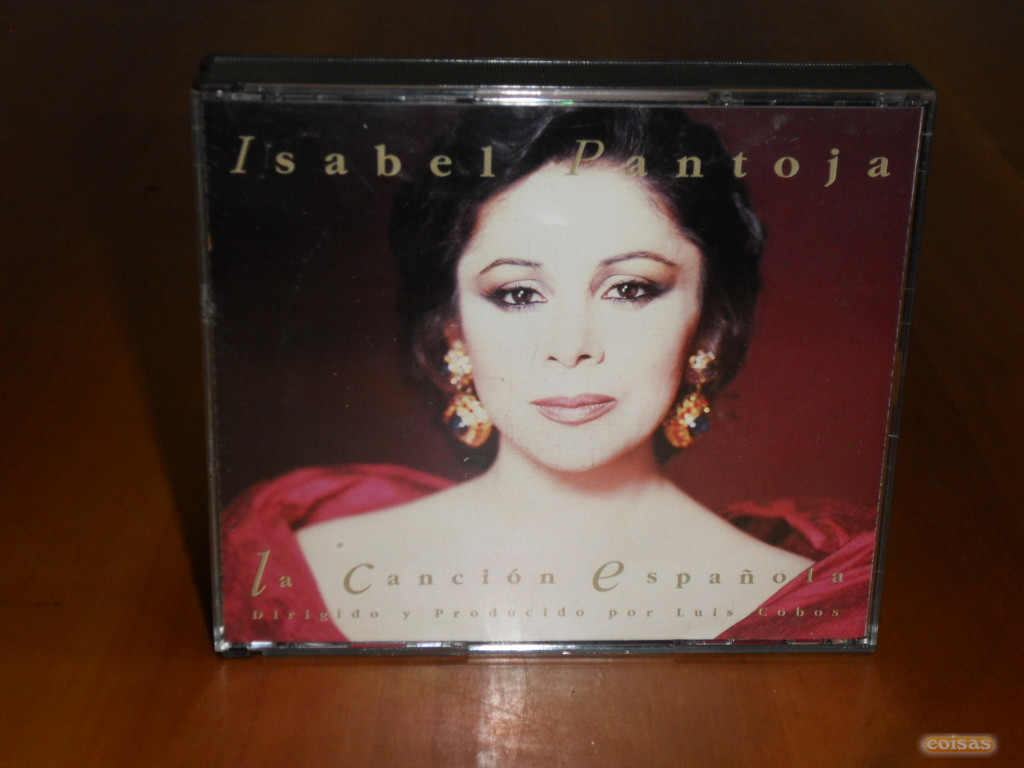 Isabel Pantoja
la Canción española
Dirigido y Producido por Luis Cobos
coisas